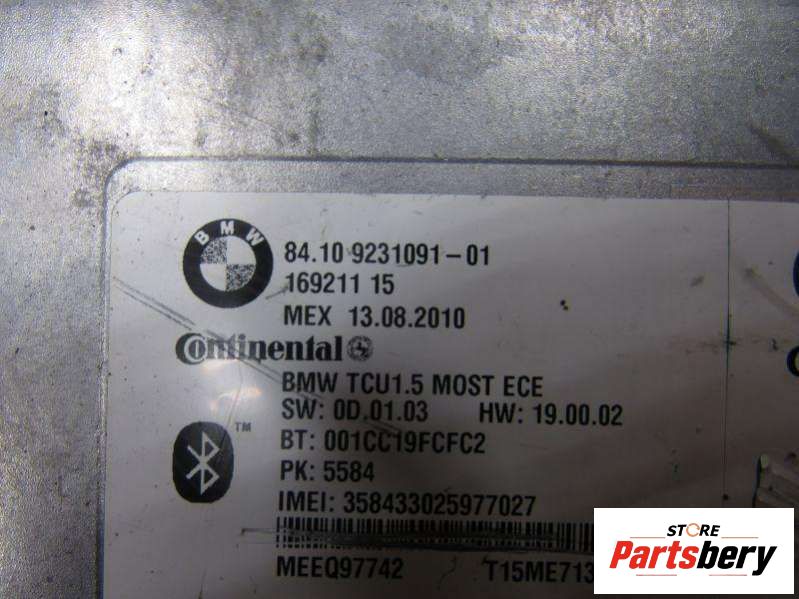 BMW
84.10 9231091-01
169211 15
MEX 13.08.2010
Continental
BMW TCU1.5 MOST ECE
SW: 0D.01.03 HW: 19.00.02
TM
BT: 001CC19FCFC2
PK: 5584
IMEI: 358433025977027
MEEQ97742 T15ME713
STORE
Partsbery